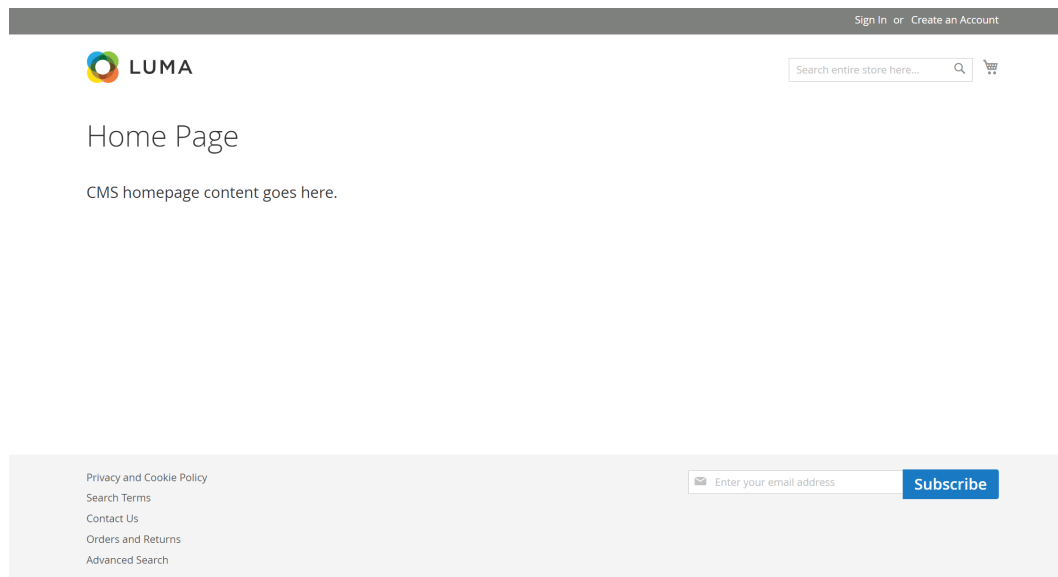 Sign In or Create an Account
LUMA
Search entire store here...
Home Page
CMS homepage content goes here.
Privacy and Cookie Policy
Search Terms
Contact Us
Orders and Returns
Advanced Search
Enter your email address
Subscribe